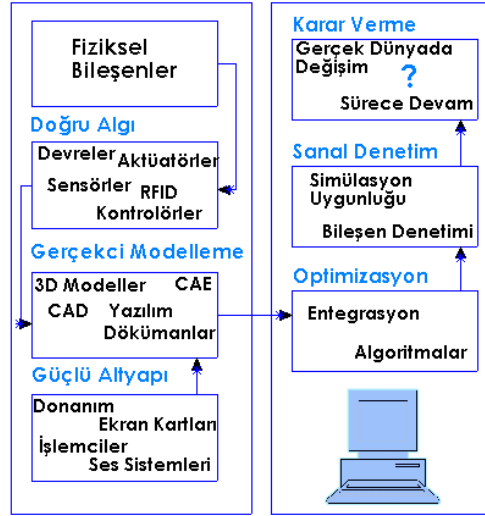 Fiziksel
Bileşenler
Doğru Algı
Devreler Aktüatörler
Sensörler RFID
Kontrolörler
Gerçekci Modelleme
3D Modeller CAE
CAD Yazılım
Dökümanlar
Güçlü Altyapı
Donanım
Ekran Kartları
İşlemciler
Ses Sistemleri
Karar Verme
Gerçek Dünyada
Değişim
?
Sürece Devam
Sanal Denetim
Simülasyon
Uygunluğu
Bileşen Denetimi
Optimizasyon
Entegrasyon
Algoritmalar